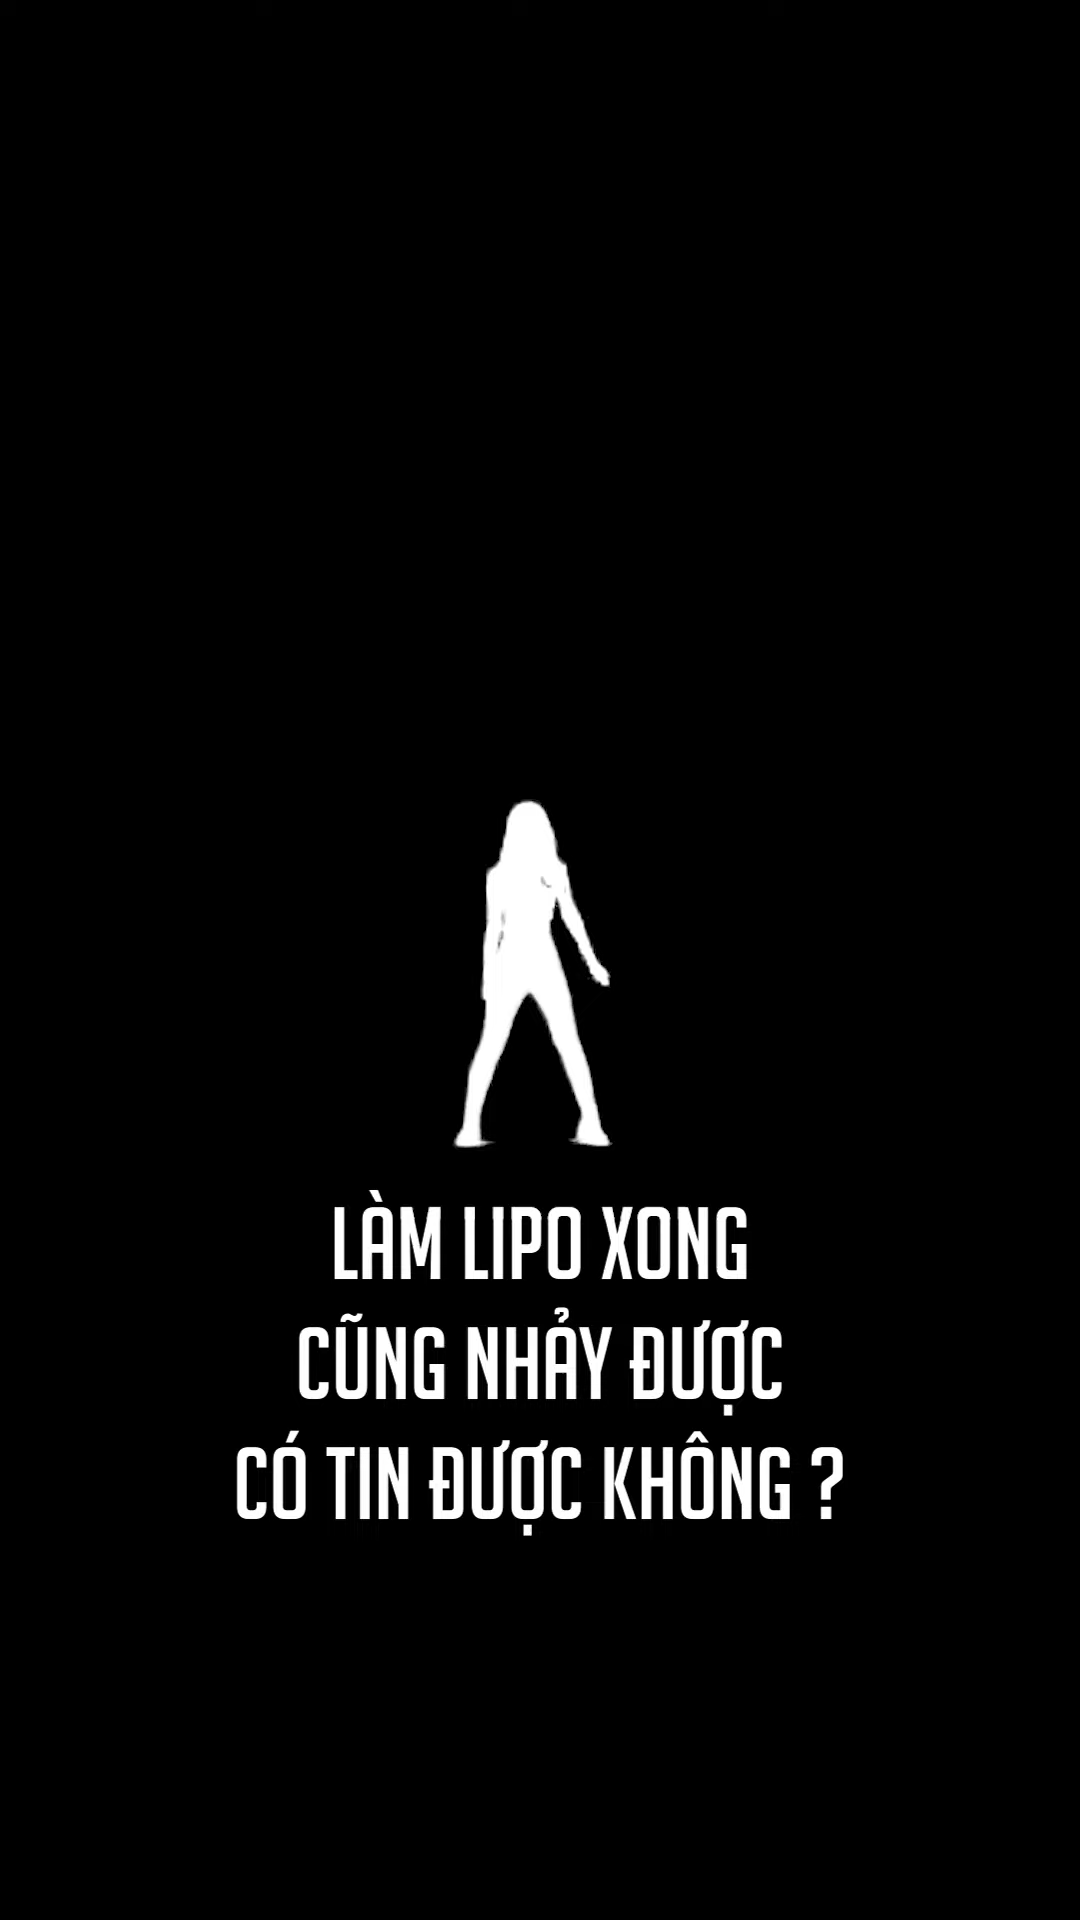 LÀM LIPO XONG
CŨNG NHẢY ĐƯỢC
CÓ TIN ĐƯỢC KHÔNG ?